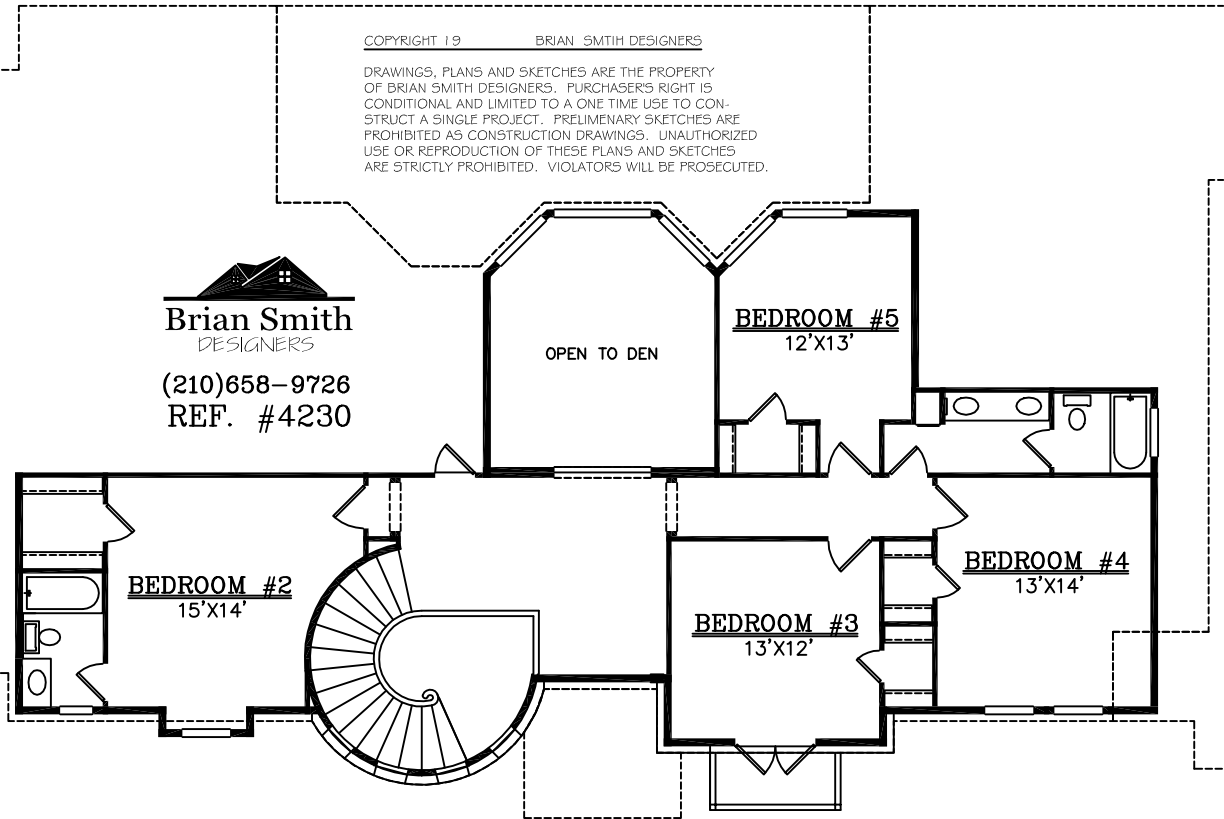 COPYRIGHT 19 BRIAN SMTIH DESIGNERS
DRAWINGS, PLANS AND SKETCHES ARE THE PROPERTY
OF BRIAN SMITH DESIGNERS. PURCHASER'S RIGHT IS
CONDITIONAL AND LIMITED TO A ONE TIME USE TO CON-
STRUCT A SINGLE PROJECT. PRELIMENARY SKETCHES ARE
PROHIBITED AS CONSTRUCTION DRAWINGS. UNAUTHORIZED
USE OR REPRODUCTION OF THESE PLANS AND SKETCHES
ARE STRICTLY PROHIBITED. VIOLATORS WILL BE PROSECUTED.
Brian Smith
DESIGNERS
(210)658-9726
REF. #4230
OPEN TO DEN
BEDROOM #5
12'X13'
BEDROOM #2
15'X14'
BEDROOM #3
13'X12'
BEDROOM #4
13'X14'